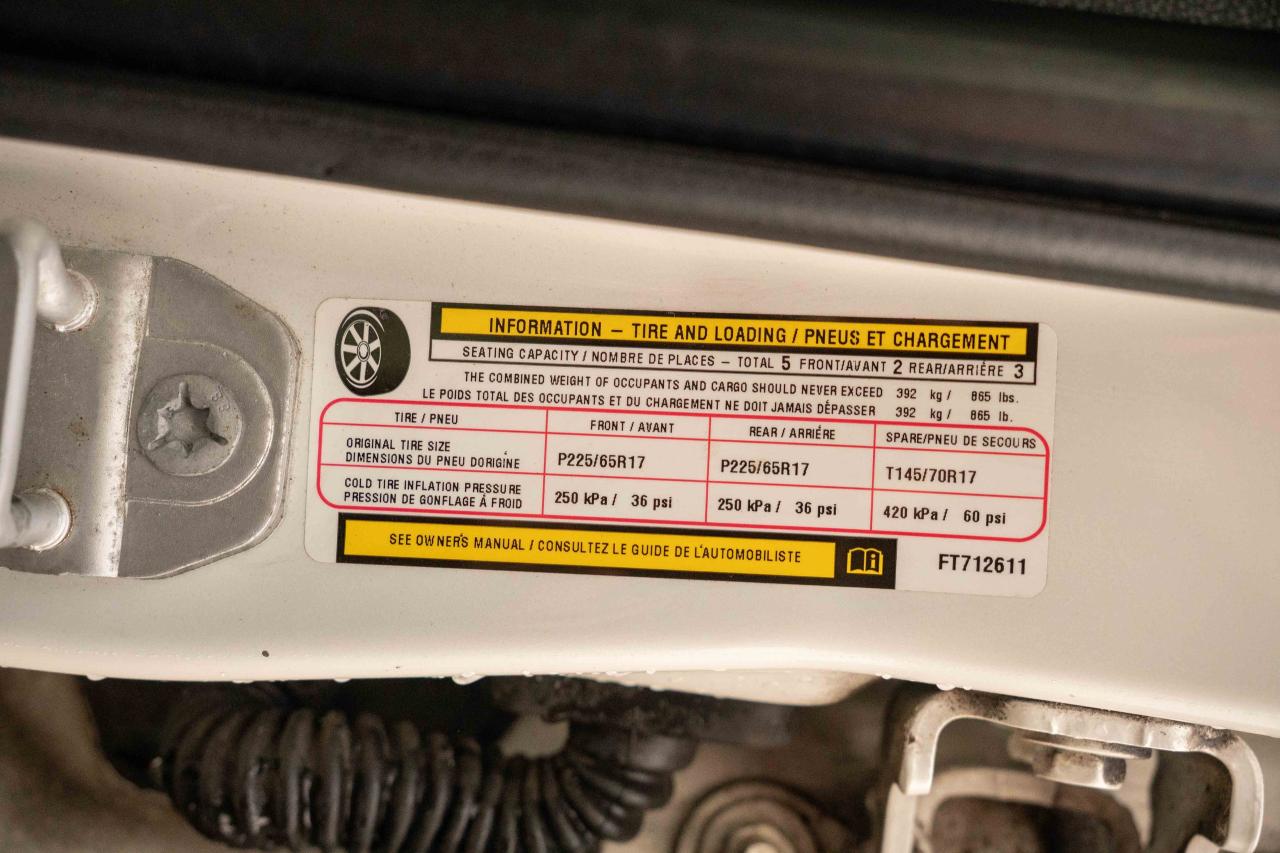 INFORMATION – TIRE AND LOADING / PNEUS ET CHARGEMENT
SEATING CAPACITY / NOMBRE DE PLACES – TOTAL 5 FRONT/AVANT 2 REAR/ARRIÉRE 3
THE COMBINED WEIGHT OF OCCUPANTS AND CARGO SHOULD NEVER EXCEED 392 kg / 865 lbs.
LE POIDS TOTAL DES OCCUPANTS ET DU CHARGEMENT NE DOIT JAMAIS DÉPASSER 392 kg / 865 lb.
TIRE / PNEU FRONT / AVANT REAR / ARRIÉRE SPARE/PNEU DE SECOURS
ORIGINAL TIRE SIZE
DIMENSIONS DU PNEU D'ORIGINE P225/65R17 P225/65R17 T145/70R17
COLD TIRE INFLATION PRESSURE
PRESSION DE GONFLAGE Á FROID 250 kPa / 36 psi 250 kPa / 36 psi 420 kPa / 60 psi
SEE OWNER'S MANUAL / CONSULTEZ LE GUIDE DE L'AUTOMOBILISTE
FT712611